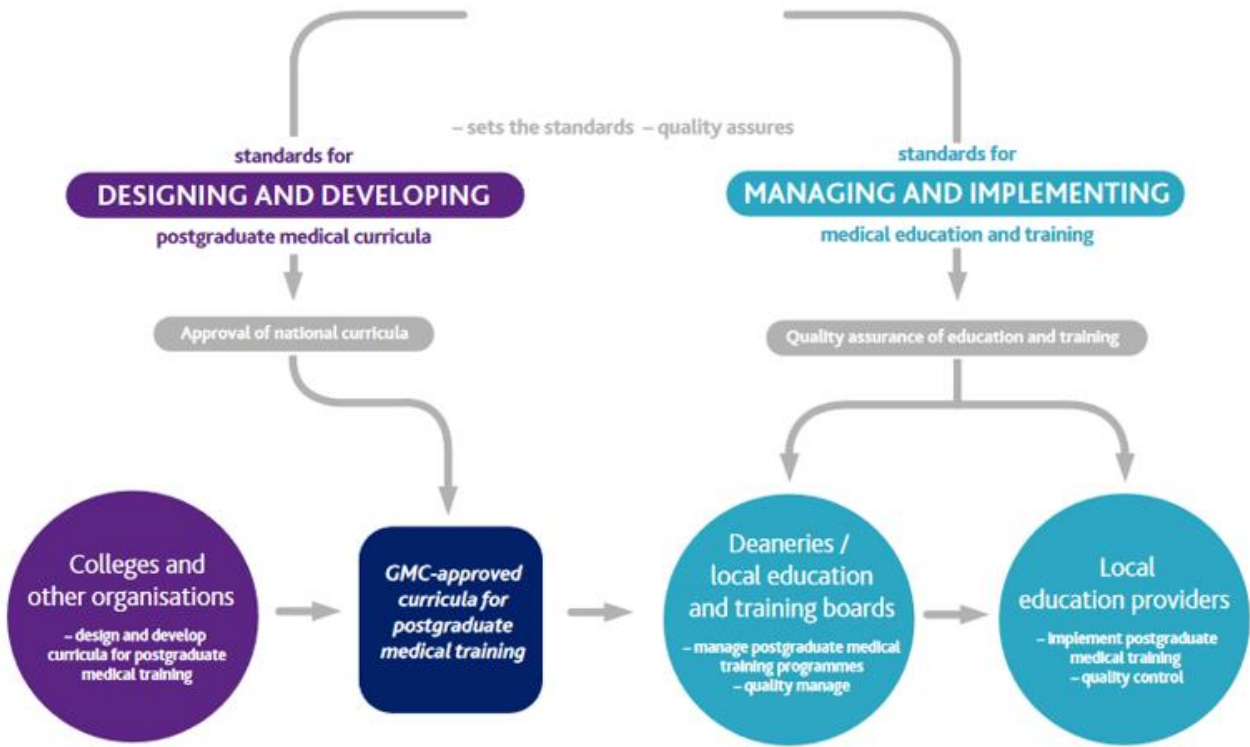 – sets the standards – quality assures
standards for
DESIGNING AND DEVELOPING
postgraduate medical curricula
standards for
MANAGING AND IMPLEMENTING
medical education and training
Approval of national curricula
Quality assurance of education and training
Colleges and
other organisations
– design and develop
curricula for postgraduate
medical training
GMC-approved
curricula for
postgraduate
medical training
Deaneries /
local education
and training boards
– manage postgraduate medical
training programmes
– quality manage
Local
education providers
– implement postgraduate
medical training
– quality control